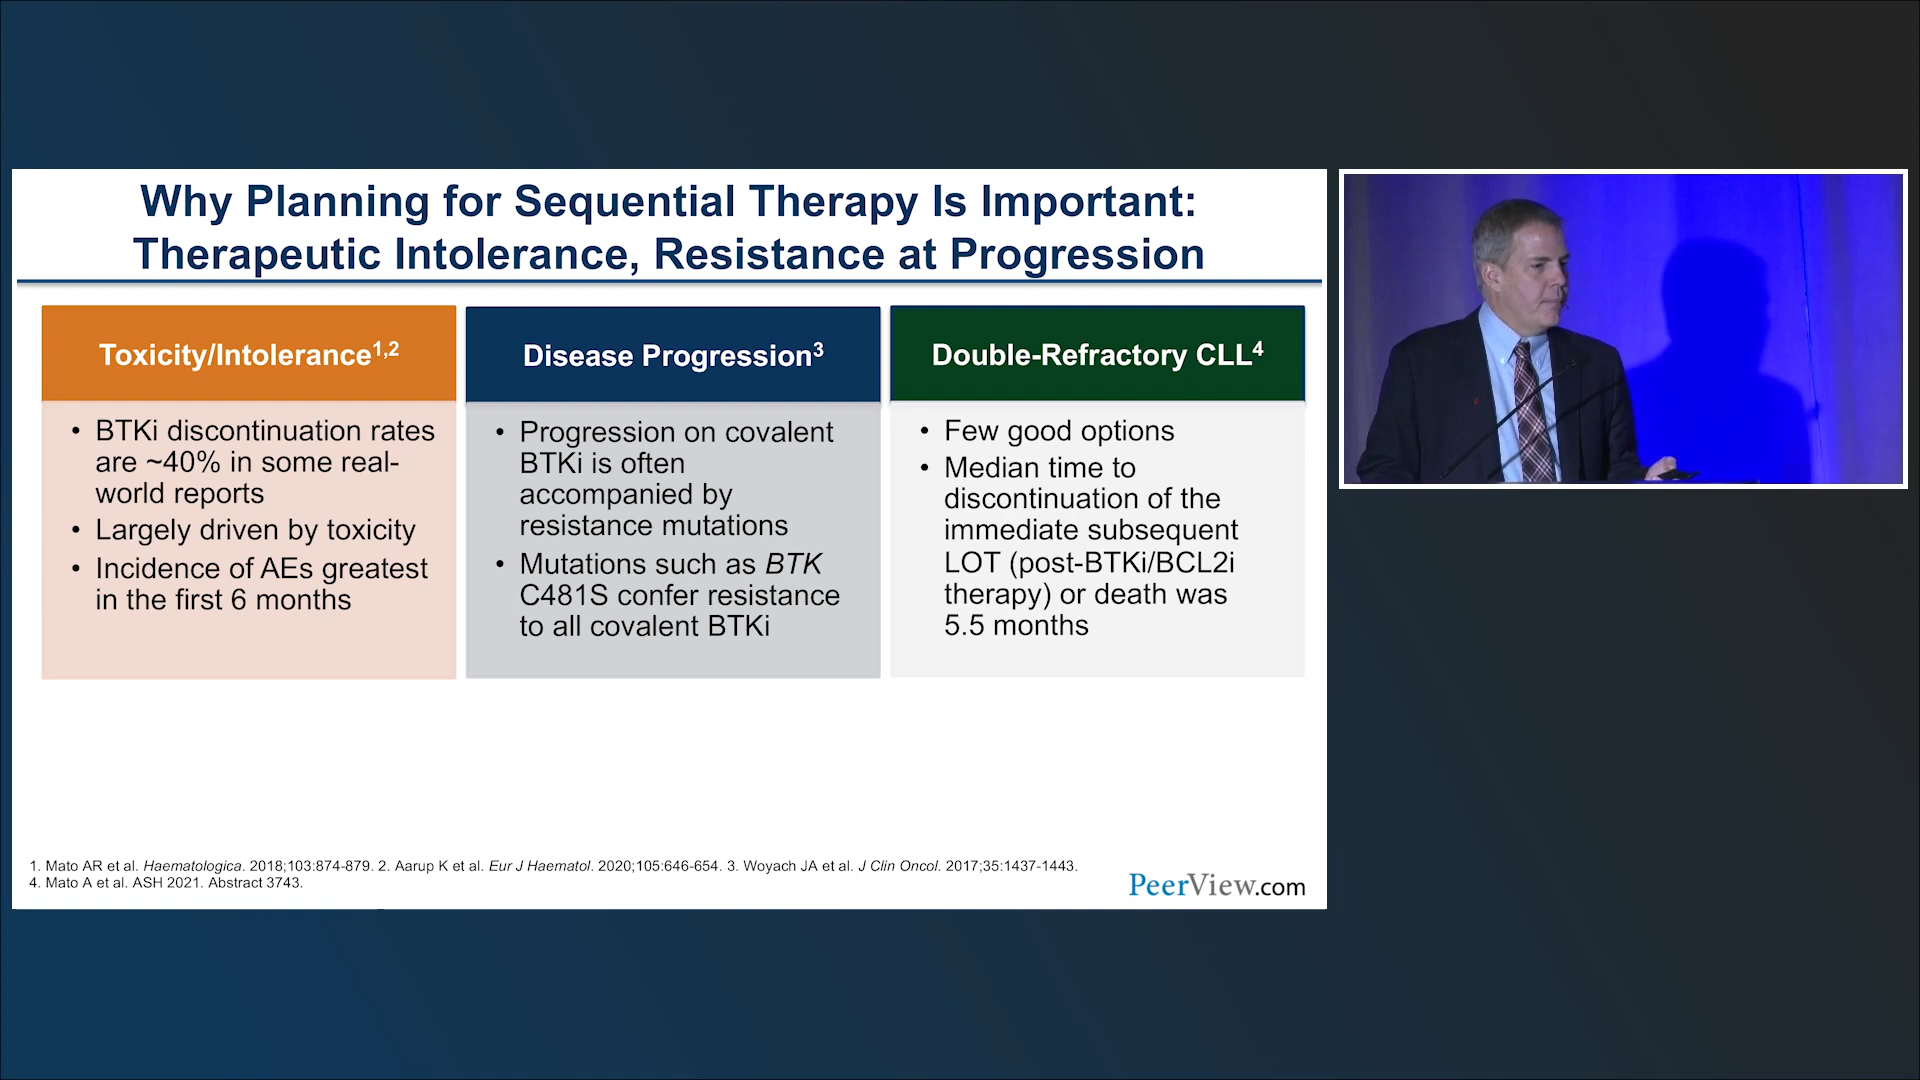 Why Planning for Sequential Therapy Is Important:
Therapeutic Intolerance, Resistance at Progression
Toxicity/Intolerance1,2
• BTKi discontinuation rates
are ~40% in some real-
world reports
• Largely driven by toxicity
• Incidence of AEs greatest
in the first 6 months
Disease Progression3
• Progression on covalent
BTKi is often
accompanied by
resistance mutations
• Mutations such as BTK
C481S confer resistance
to all covalent BTKi
Double-Refractory CLL4
• Few good options
• Median time to
discontinuation of the
immediate subsequent
LOT (post-BTKi/BCL2i
therapy) or death was
5.5 months
1. Mato AR et al. Haematologica. 2018;103:874-879. 2. Aarup K et al. Eur J Haematol. 2020;105:646-654. 3. Woyach JA et al. J Clin Oncol. 2017;35:1437-1443.
4. Mato A et al. ASH 2021. Abstract 3743.
PeerView.com